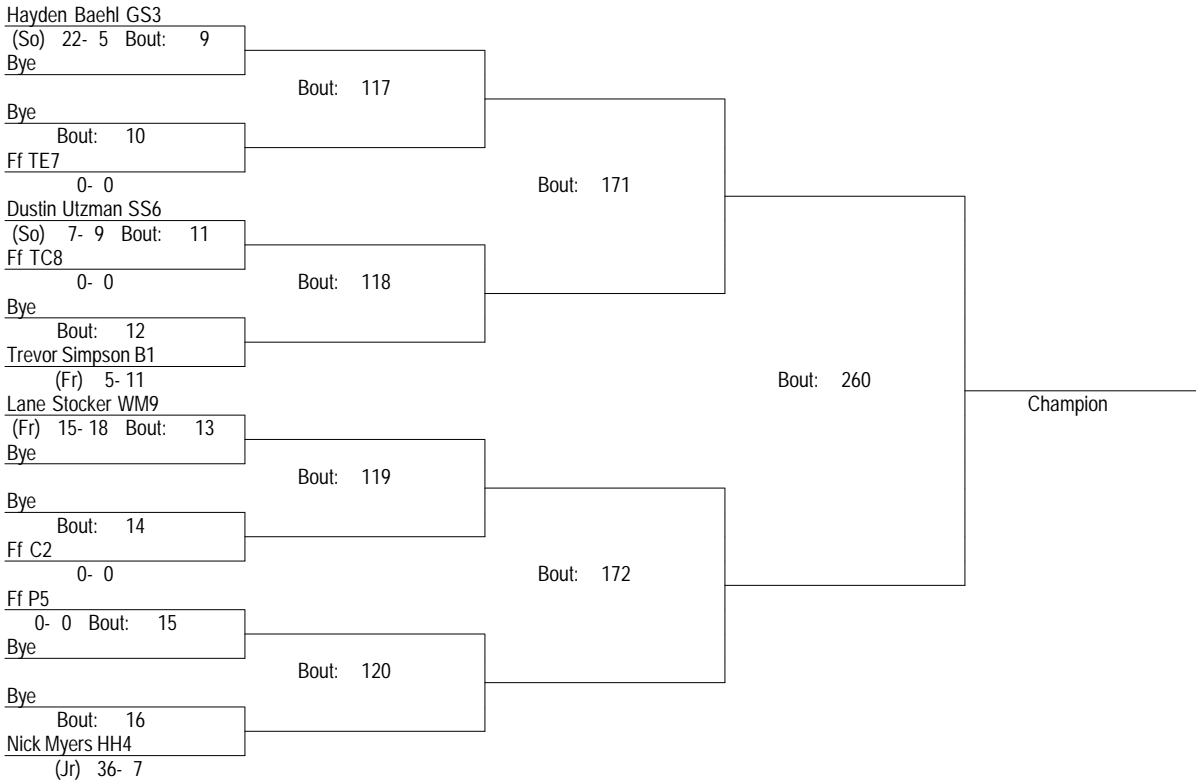 Hayden Baehl GS3
(So) 22- 5 Bout: 9
Bye
Bout: 117
Bye
Bout: 10
Ff TE7
0- 0
Bout: 171
Dustin Utzman SS6
(So) 7- 9 Bout: 11
Ff TC8
0- 0
Bout: 118
Bye
Bout: 12
Trevor Simpson B1
(Fr) 5- 11
Bout: 260
Champion
Lane Stocker WM9
(Fr) 15- 18 Bout: 13
Bye
Bout: 119
Bye
Bout: 14
Ff C2
0- 0
Bout: 172
Ff P5
0- 0 Bout: 15
Bye
Bout: 120
Bye
Bout: 16
Nick Myers HH4
(Jr) 36- 7